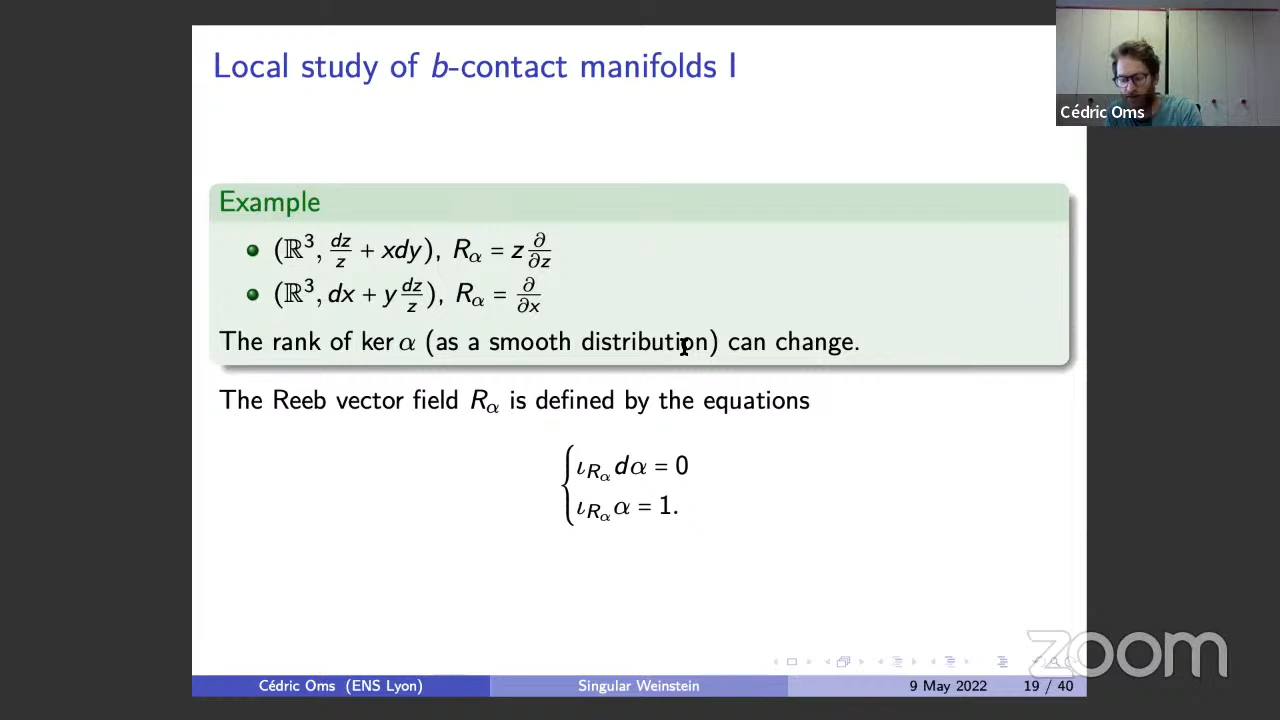 Local study of b-contact manifolds I
Cédric Oms
Example
(ℝ³, dz/z + xdy), R_α = z ∂/∂z
(ℝ³, dx + y dz/z), R_α = ∂/∂x
The rank of ker α (as a smooth distribution) can change.
The Reeb vector field R_α is defined by the equations
ι_{R_α} dα = 0
ι_{R_α} α = 1.
zoom
Cédric Oms (ENS Lyon) Singular Weinstein 9 May 2022 19 / 40